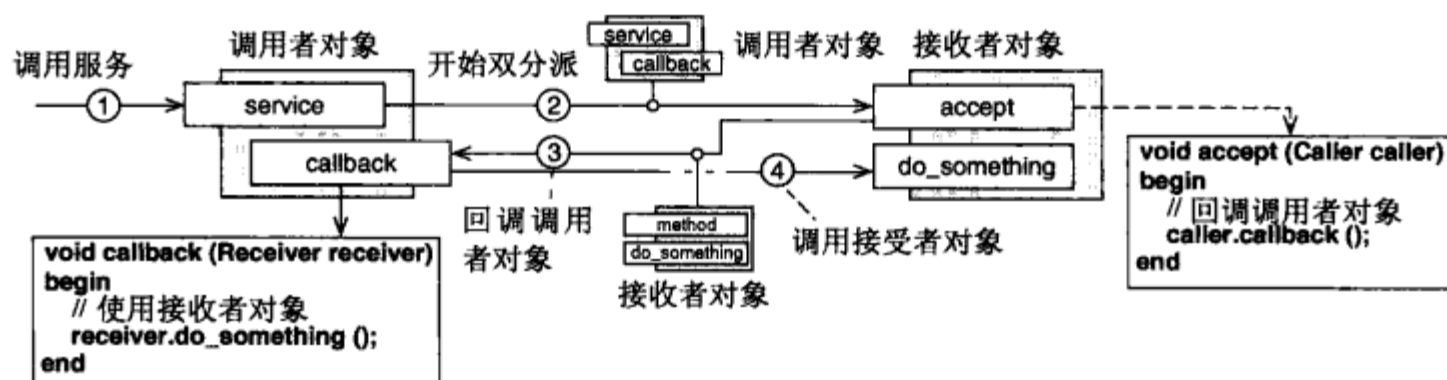 调用服务
①
调用者对象
service
callback
开始双分派
②
service
callback
调用者对象
接收者对象
accept
do_something
③
回调调用
者对象
④
调用接受者对象
method
do_something
接收者对象
void callback (Receiver receiver)
begin
// 使用接收者对象
receiver.do_something ();
end
void accept (Caller caller)
begin
// 回调调用者对象
caller.callback ();
end